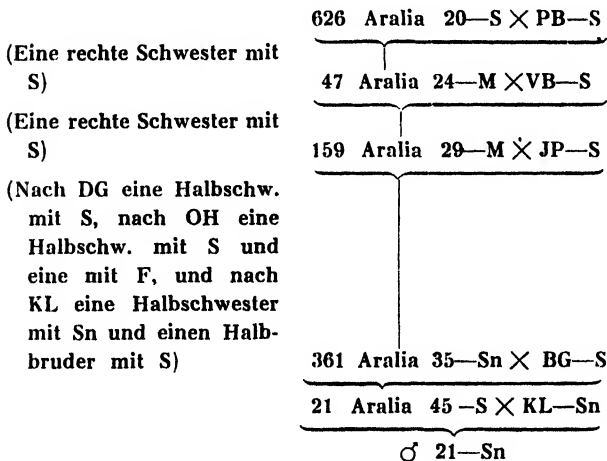 626 Aralia 20—S × PB—S
(Eine rechte Schwester mit
S)
47 Aralia 24—M × VB—S
(Eine rechte Schwester mit
S)
159 Aralia 29—M × JP—S
(Nach DG eine Halbschw.
mit S, nach OH eine
Halbschw. mit S und
eine mit F, und nach
KL eine Halbschwester
mit Sn und einen Halb-
bruder mit S)
361 Aralia 35—Sn × BG—S
21 Aralia 45—S × KL—Sn
♂ 21—Sn